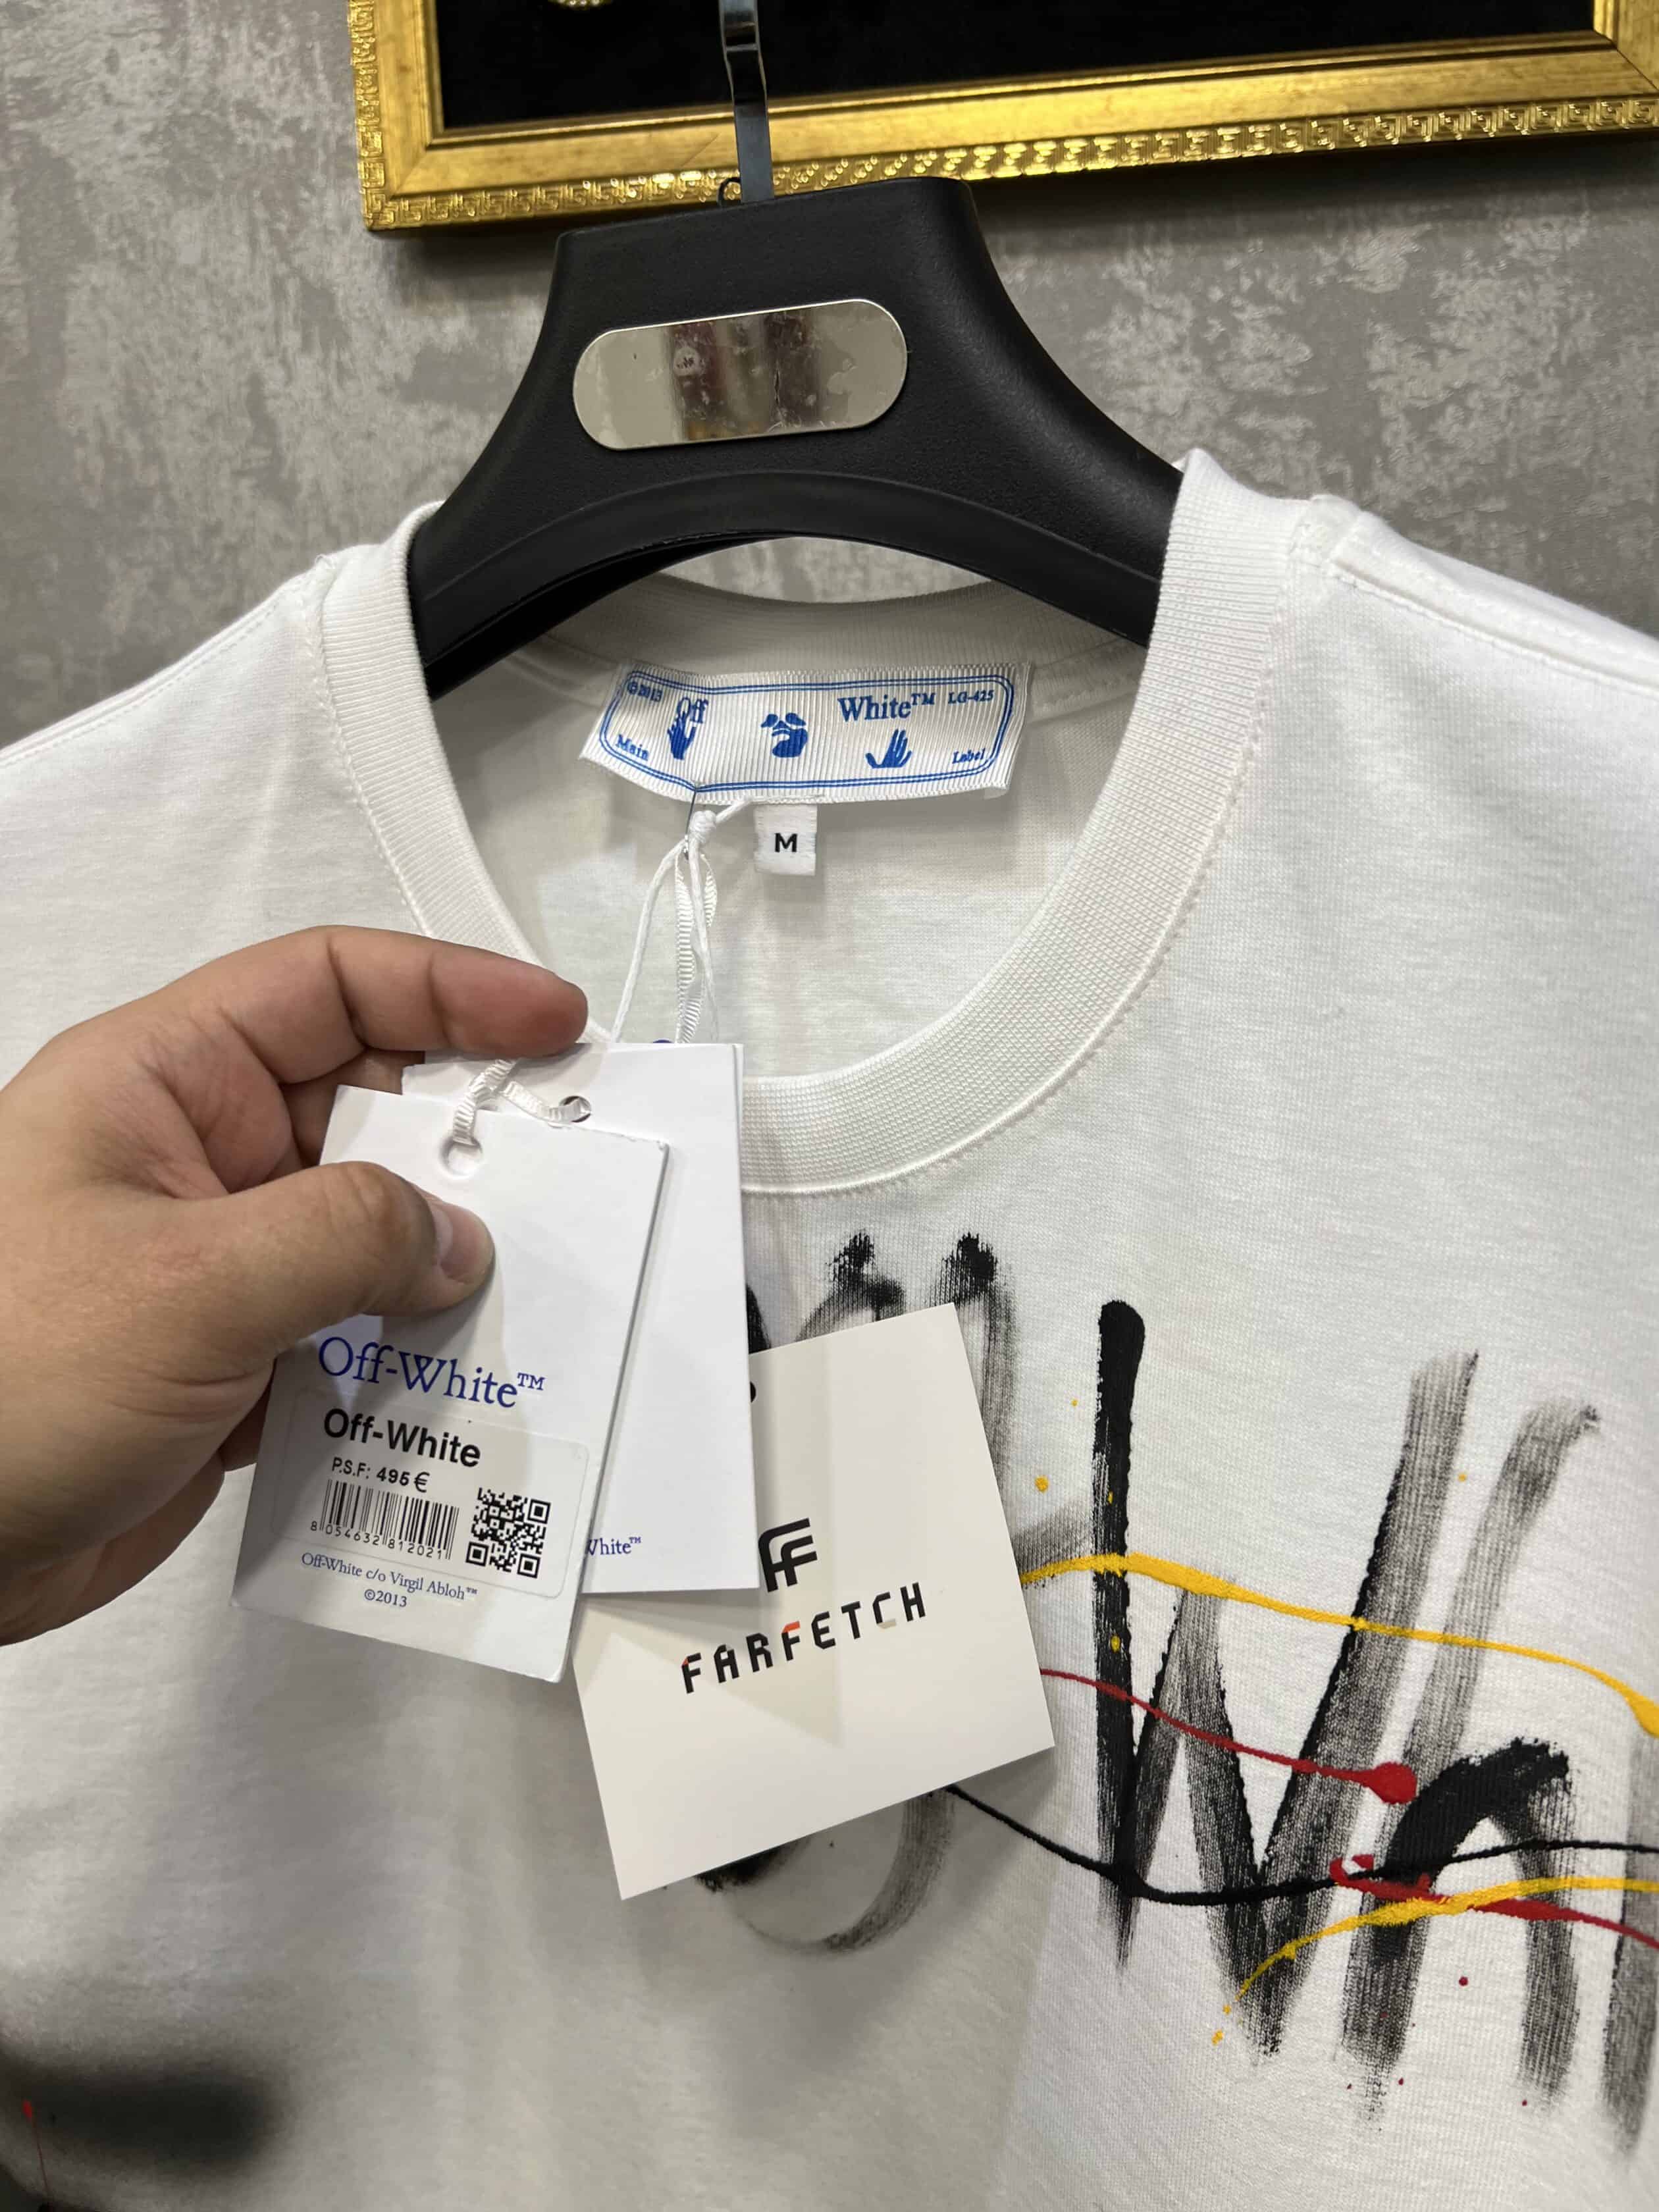 ©2013 Off White™ LG-425
Main Label
M
Off-White™
Off-White
P.S.F: 495 €
8 054632 812021
Off-White c/o Virgil Abloh™
©2013
White™
FARFETCH